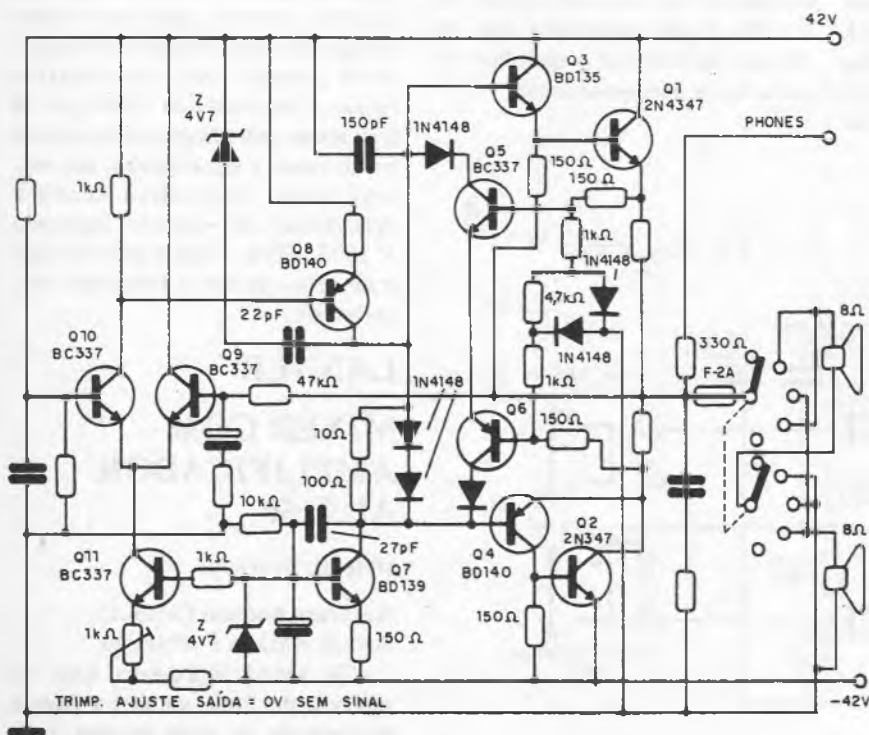 42V
Q3
BD135
Q1
2N4347
Z
4V7
150pF
1N4148
PHONES
Q5
BC337
150Ω
150Ω
1kΩ
1kΩ
1N4148
Q8
BD140
4,7kΩ
22pF
8Ω
330Ω
1N4148
Q10
BC337
Q9
BC337
F-2A
47kΩ
1N4148
1kΩ
Q6
10Ω
150Ω
100Ω
10kΩ
27pF
8Ω
Q11
BC337
1kΩ
Q7
BD139
Q4
BD140
Q2
2N347
Z
4V7
1kΩ
150Ω
150Ω
-42V
TRIMP. AJUSTE SAÍDA = 0V SEM SINAL